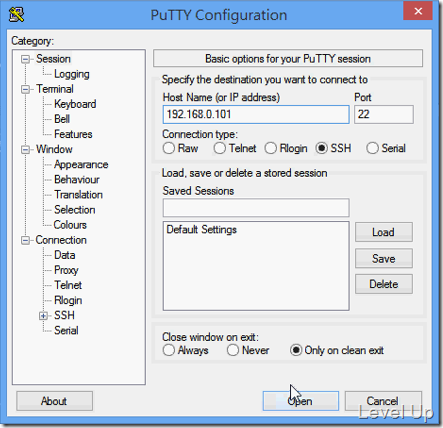 PuTTY Configuration
Category:
Session
Logging
Terminal
Keyboard
Bell
Features
Window
Appearance
Behaviour
Translation
Selection
Colours
Connection
Data
Proxy
Telnet
Rlogin
SSH
Serial
Basic options for your PuTTY session
Specify the destination you want to connect to
Host Name (or IP address) Port
192.168.0.101 22
Connection type:
Raw Telnet Rlogin SSH Serial
Load, save or delete a stored session
Saved Sessions
Default Settings
Load
Save
Delete
Close window on exit:
Always Never Only on clean exit
About Open Cancel
Level Up